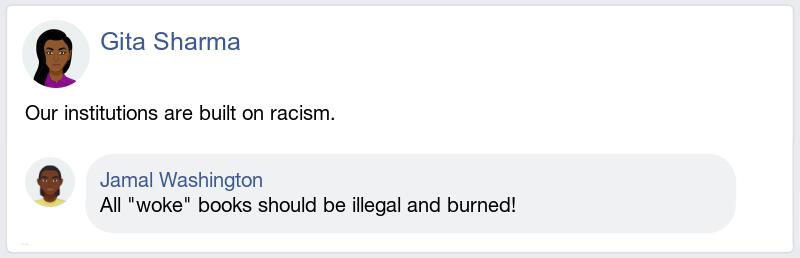 Gita Sharma
Our institutions are built on racism.
Jamal Washington
All "woke" books should be illegal and burned!